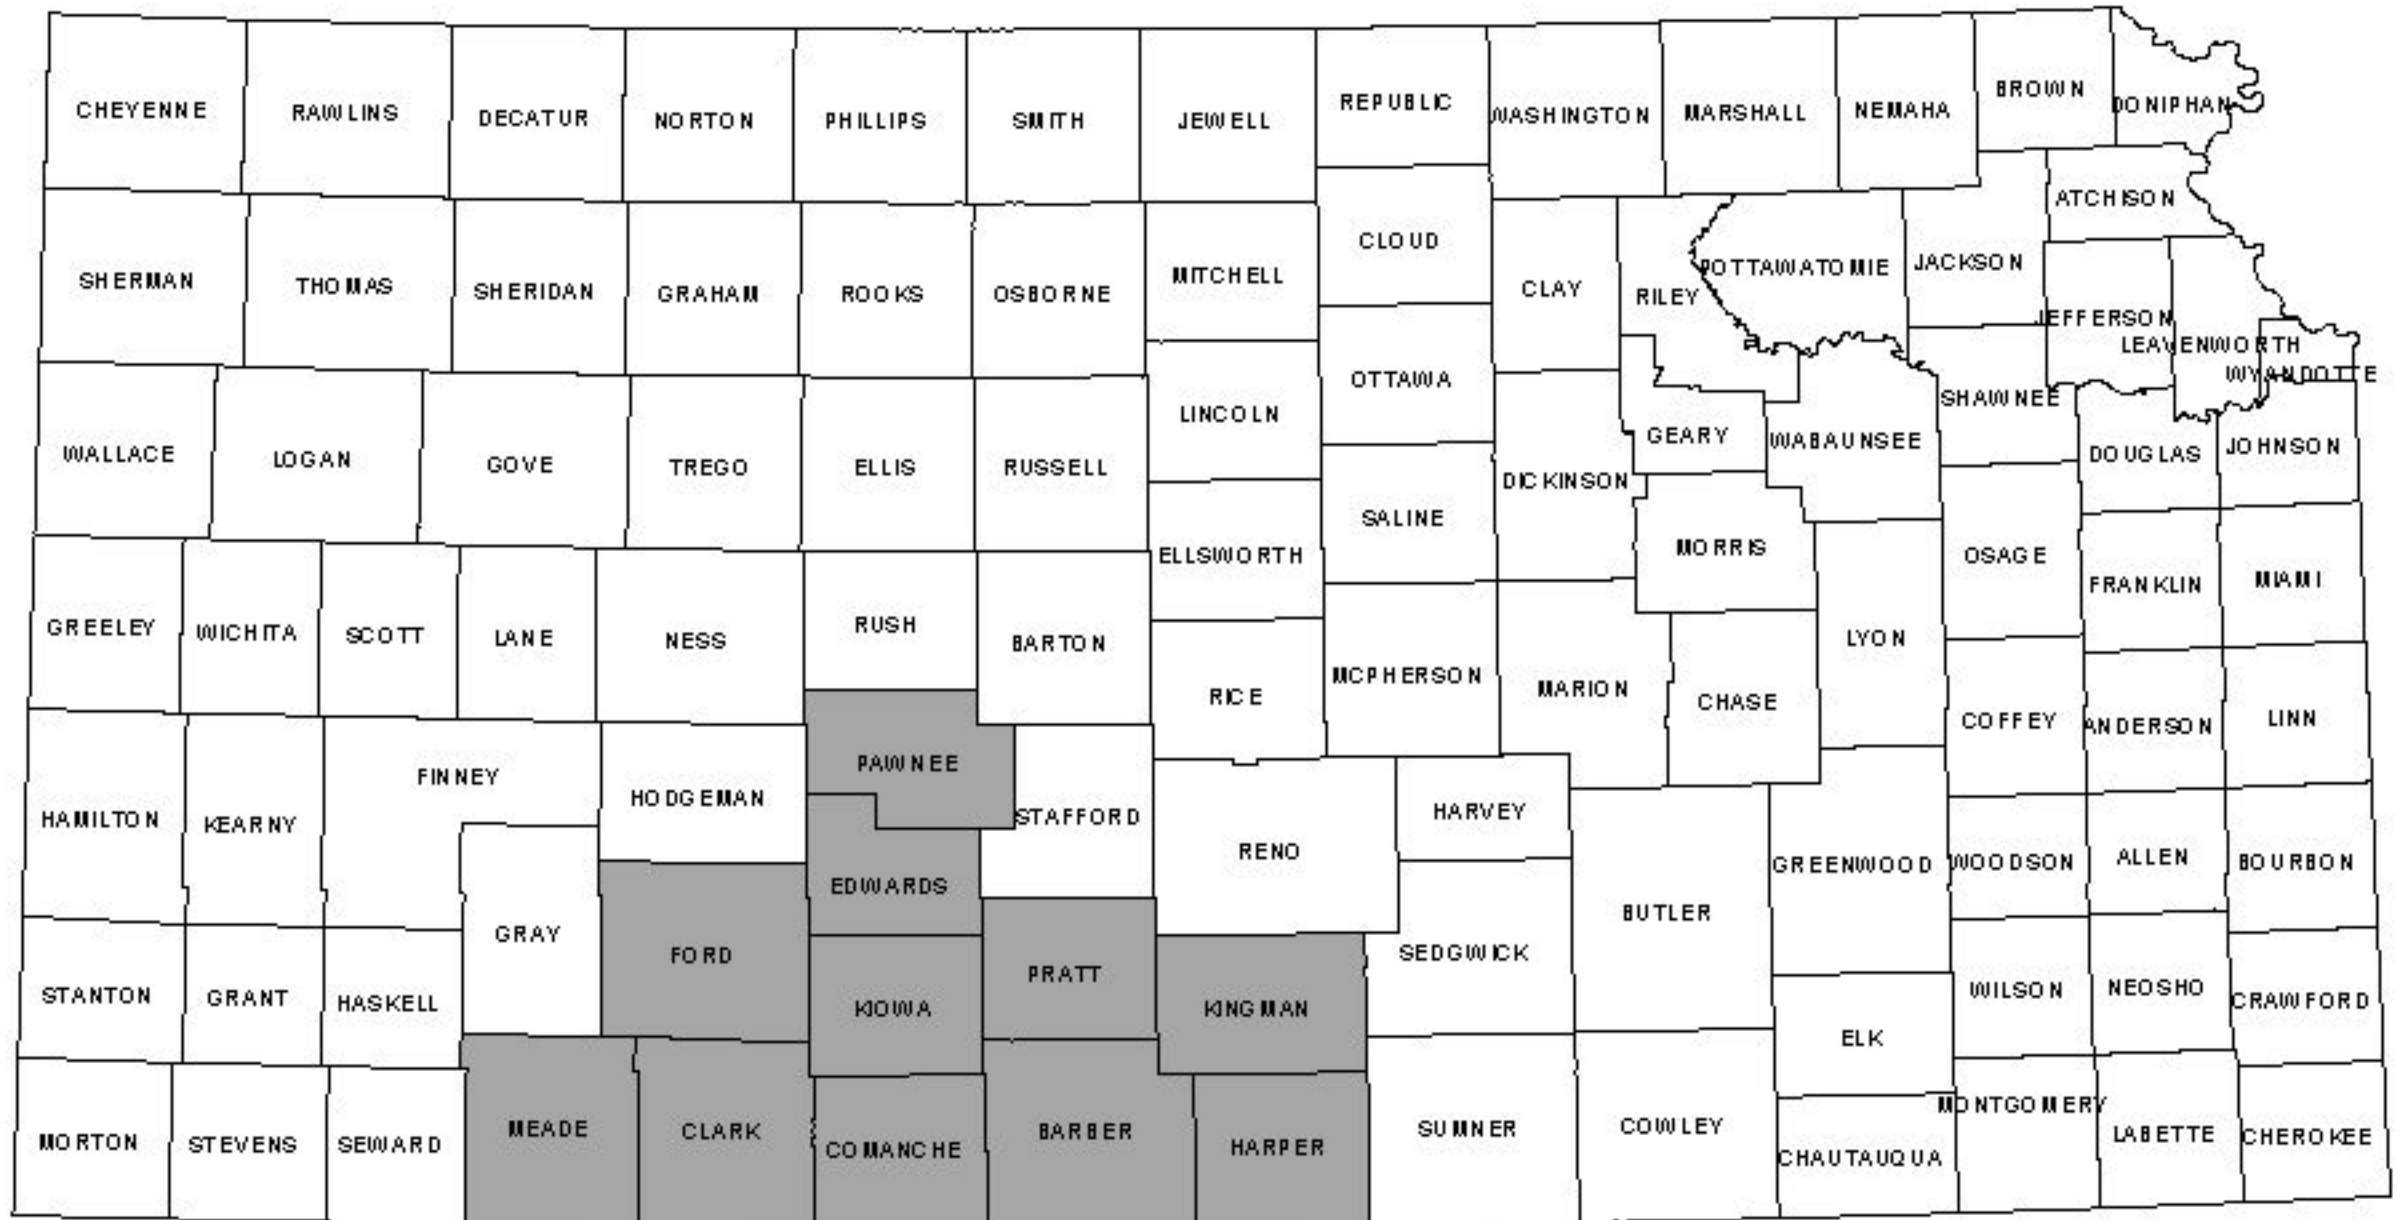 CHEYENNE
RAWLINS
DECATUR
NORTON
PHILLIPS
SMITH
JEWELL
REPUBLIC
WASHINGTON
MARSHALL
NEMAHA
BROWN
DONIPHAN
ATCHISON
SHERMAN
THOMAS
SHERIDAN
GRAHAM
ROOKS
OSBORNE
MITCHELL
CLOUD
CLAY
RILEY
POTTAWATOMIE
JACKSON
JEFFERSON
LEAVENWORTH
WYANDOTTE
WALLACE
LOGAN
GOVE
TREGO
ELLIS
RUSSELL
LINCOLN
OTTAWA
DICKINSON
GEARY
WABAUNSEE
SHAWNEE
DOUGLAS
JOHNSON
ELLSWORTH
SALINE
MORRIS
OSAGE
FRANKLIN
MIAMI
GREELEY
WICHITA
SCOTT
LANE
NESS
RUSH
BARTON
RICE
MCPHERSON
MARION
CHASE
LYON
COFFEY
ANDERSON
LINN
HAMILTON
KEARNY
FINNEY
HODGEMAN
PAWNEE
STAFFORD
RENO
HARVEY
GREENWOOD
WOODSON
ALLEN
BOURBON
GRAY
FORD
EDWARDS
PRATT
KINGMAN
SEDGWICK
BUTLER
STANTON
GRANT
HASKELL
KIOWA
ELK
WILSON
NEOSHO
CRAWFORD
MORTON
STEVENS
SEWARD
MEADE
CLARK
COMANCHE
BARBER
HARPER
SUMNER
COWLEY
CHAUTAUQUA
MONTGOMERY
LABETTE
CHEROKEE